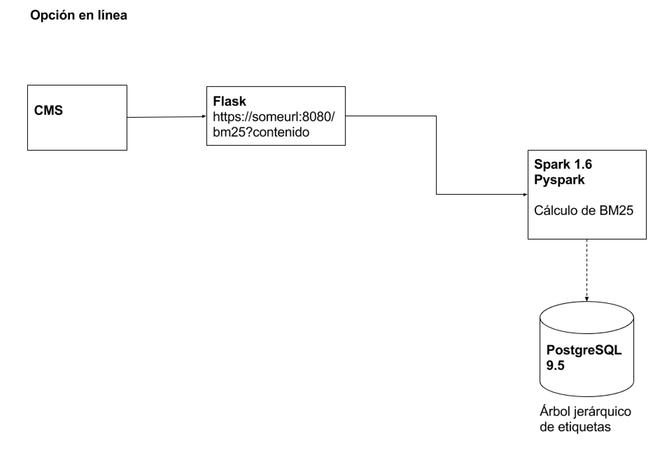 Opción en línea
CMS
Flask
https://someurl:8080/
bm25?contenido
Spark 1.6
Pyspark
Cálculo de BM25
PostgreSQL
9.5
Árbol jerárquico
de etiquetas